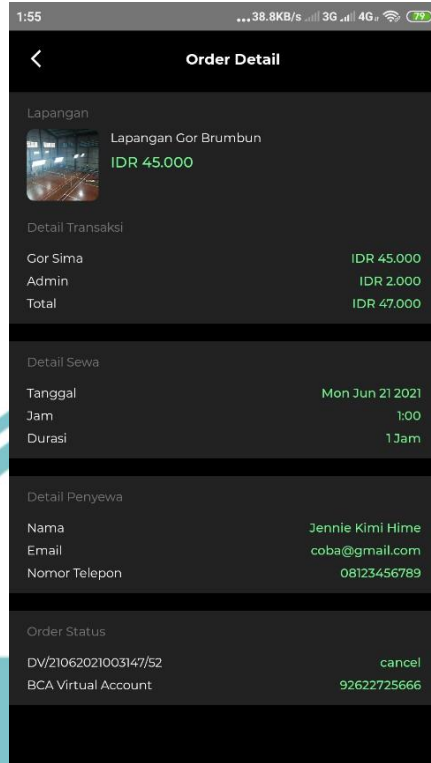 1:55 ...38.8KB/s 3G 4G 79
Order Detail
Lapangan
Lapangan Gor Brumbun
IDR 45.000
Detail Transaksi
Gor Sima IDR 45.000
Admin IDR 2.000
Total IDR 47.000
Detail Sewa
Tanggal Mon Jun 21 2021
Jam 1:00
Durasi 1 Jam
Detail Penyewa
Nama Jennie Kimi Hime
Email coba@gmail.com
Nomor Telepon 08123456789
Order Status
DV/21062021003147/52 cancel
BCA Virtual Account 92622725666